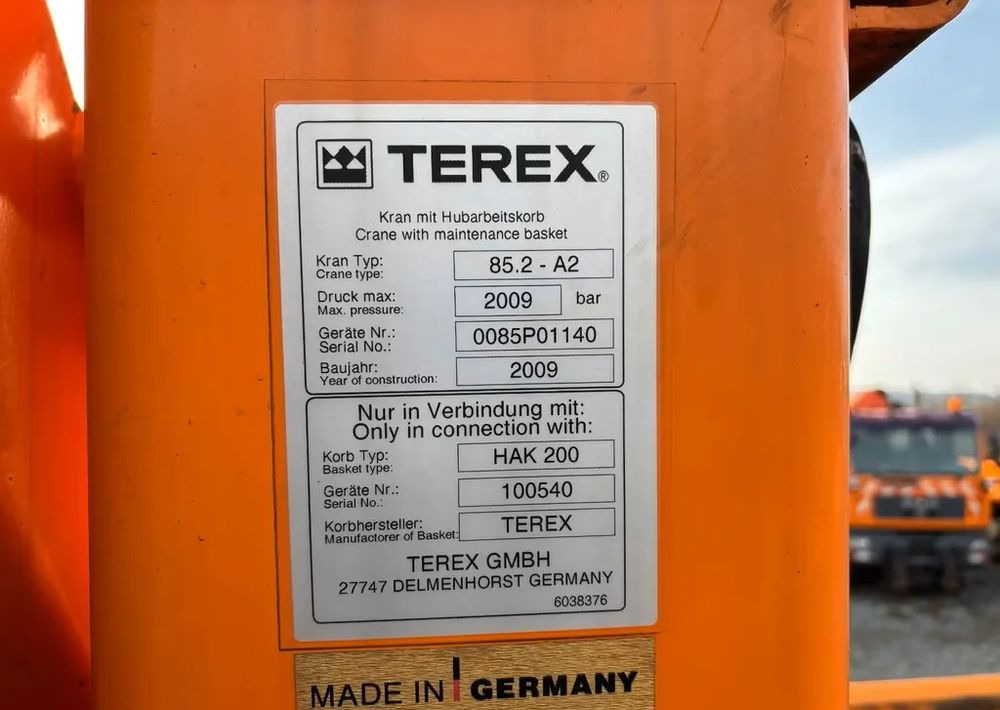 TEREX®
Kran mit Hubarbeitskorb
Crane with maintenance basket
Kran Typ: 85.2 - A2
Crane type:
Druck max: 2009 bar
Max. pressure:
Geräte Nr.: 0085P01140
Serial No.:
Baujahr: 2009
Year of construction:
Nur in Verbindung mit:
Only in connection with:
Korb Typ: HAK 200
Basket type:
Geräte Nr.: 100540
Serial No.:
Korbhersteller: TEREX
Manufactorer of Basket:
TEREX GMBH
27747 DELMENHORST GERMANY
6038376
MADE IN GERMANY